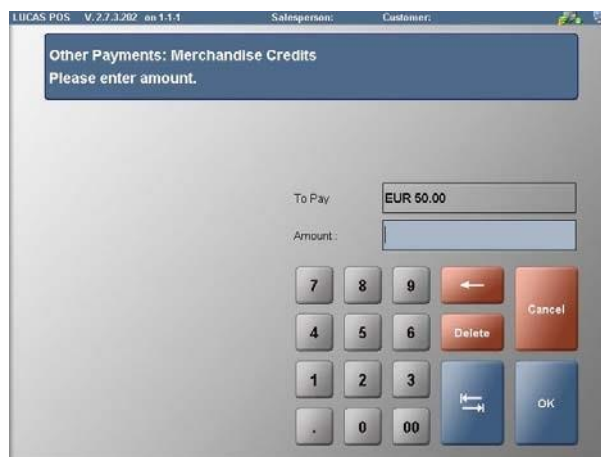 LUCAS POS V. 2.7.3.202 on 1-1-1 Salesperson: Customer:
Other Payments: Merchandise Credits
Please enter amount.
To Pay EUR 50.00
Amount :
7 8 9 Cancel
4 5 6 Delete
1 2 3 OK
. 0 00